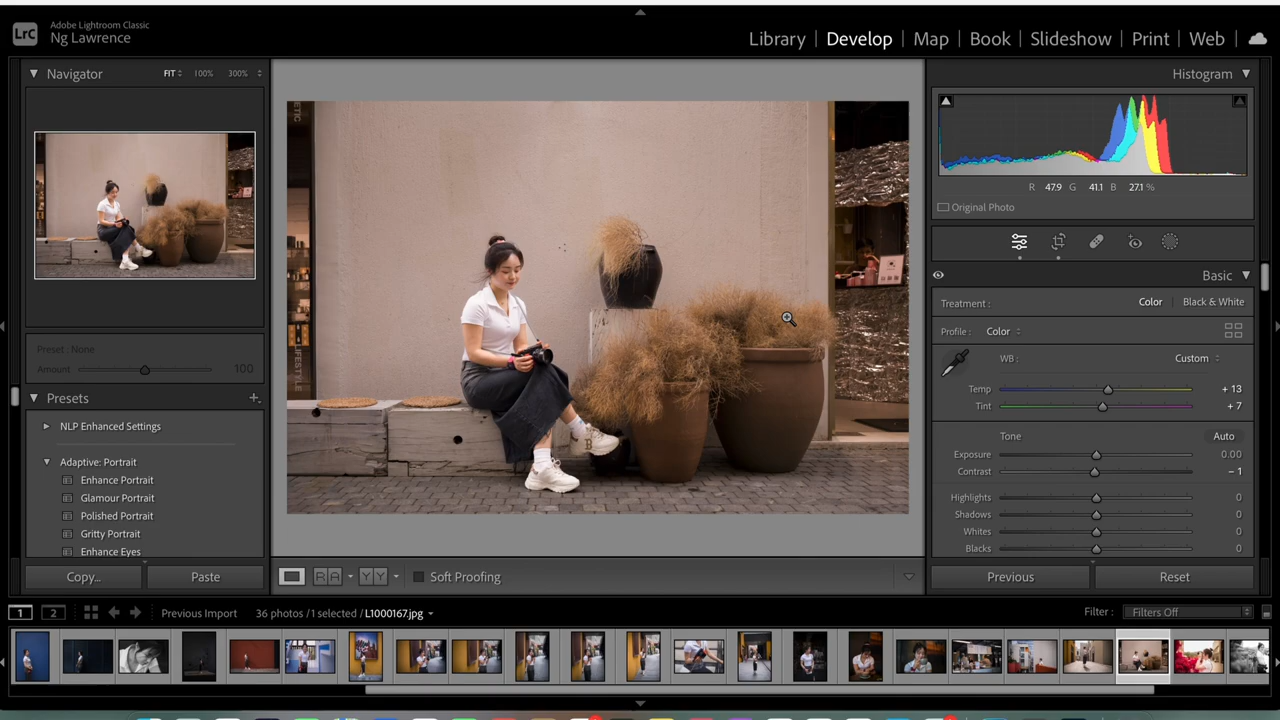 LrC
Adobe Lightroom Classic
Ng Lawrence
Library | Develop | Map | Book | Slideshow | Print | Web
Navigator FIT 100% 300%
Preset : None
Amount 100
Presets
NLP Enhanced Settings
Adaptive: Portrait
Enhance Portrait
Glamour Portrait
Polished Portrait
Gritty Portrait
Enhance Eyes
Copy... Paste
LIFESTYLE
Soft Proofing
Histogram
R 47.9 G 41.1 B 27.1 %
Original Photo
Basic
Treatment : Color | Black & White
Profile : Color
WB : Custom
Temp + 13
Tint + 7
Tone Auto
Exposure 0.00
Contrast – 1
Highlights 0
Shadows 0
Whites 0
Blacks 0
Previous Reset
1 2 Previous Import 36 photos / 1 selected / L1000167.jpg Filter : Filters Off